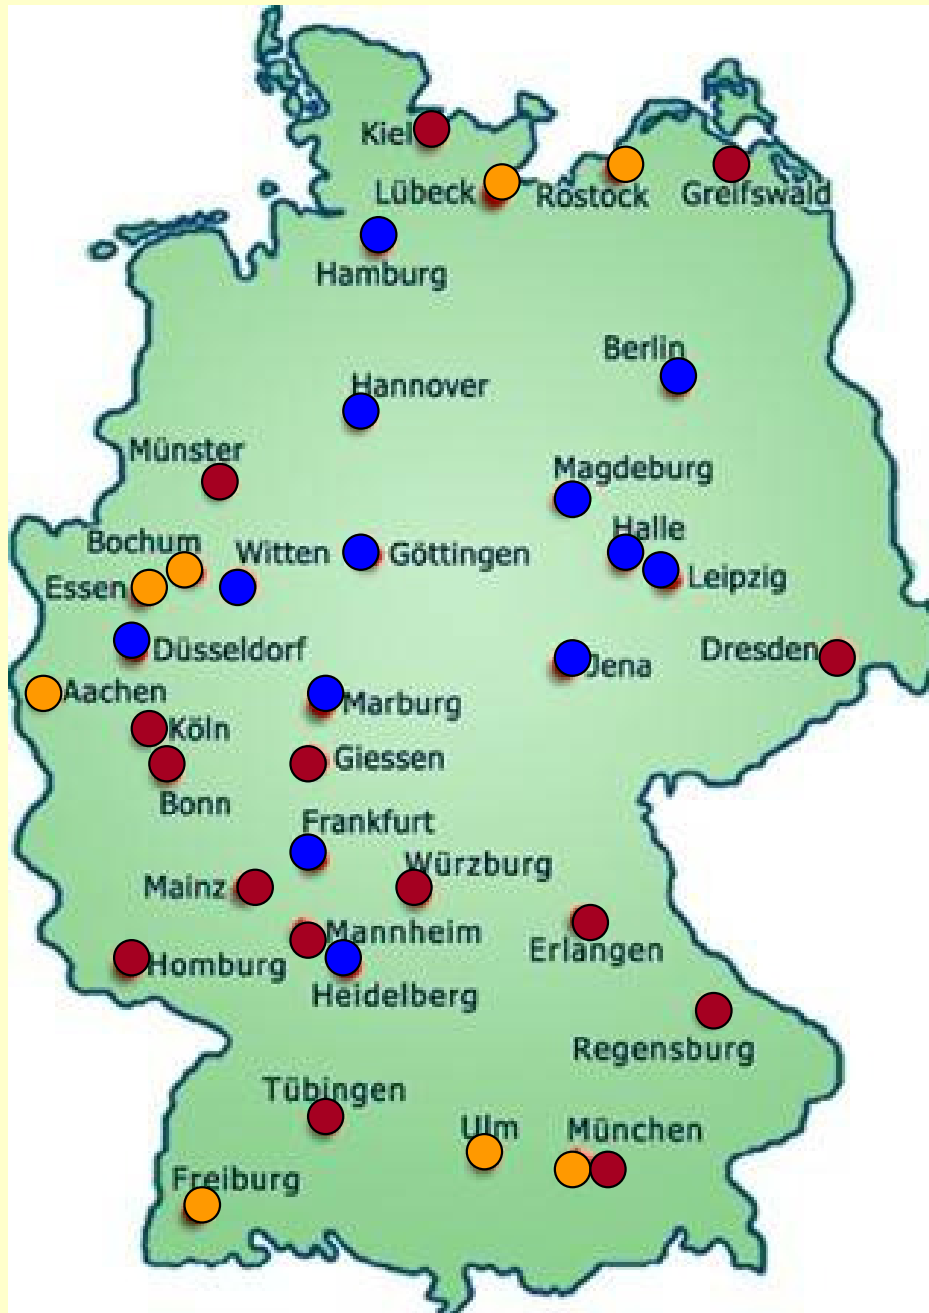 Kiel
Lübeck
Rostock
Greifswald
Hamburg
Berlin
Hannover
Münster
Magdeburg
Halle
Bochum
Witten
Göttingen
Essen
Leipzig
Düsseldorf
Jena
Dresden
Aachen
Marburg
Köln
Giessen
Bonn
Frankfurt
Würzburg
Mainz
Mannheim
Erlangen
Homburg
Heidelberg
Regensburg
Tübingen
Ulm
München
Freiburg